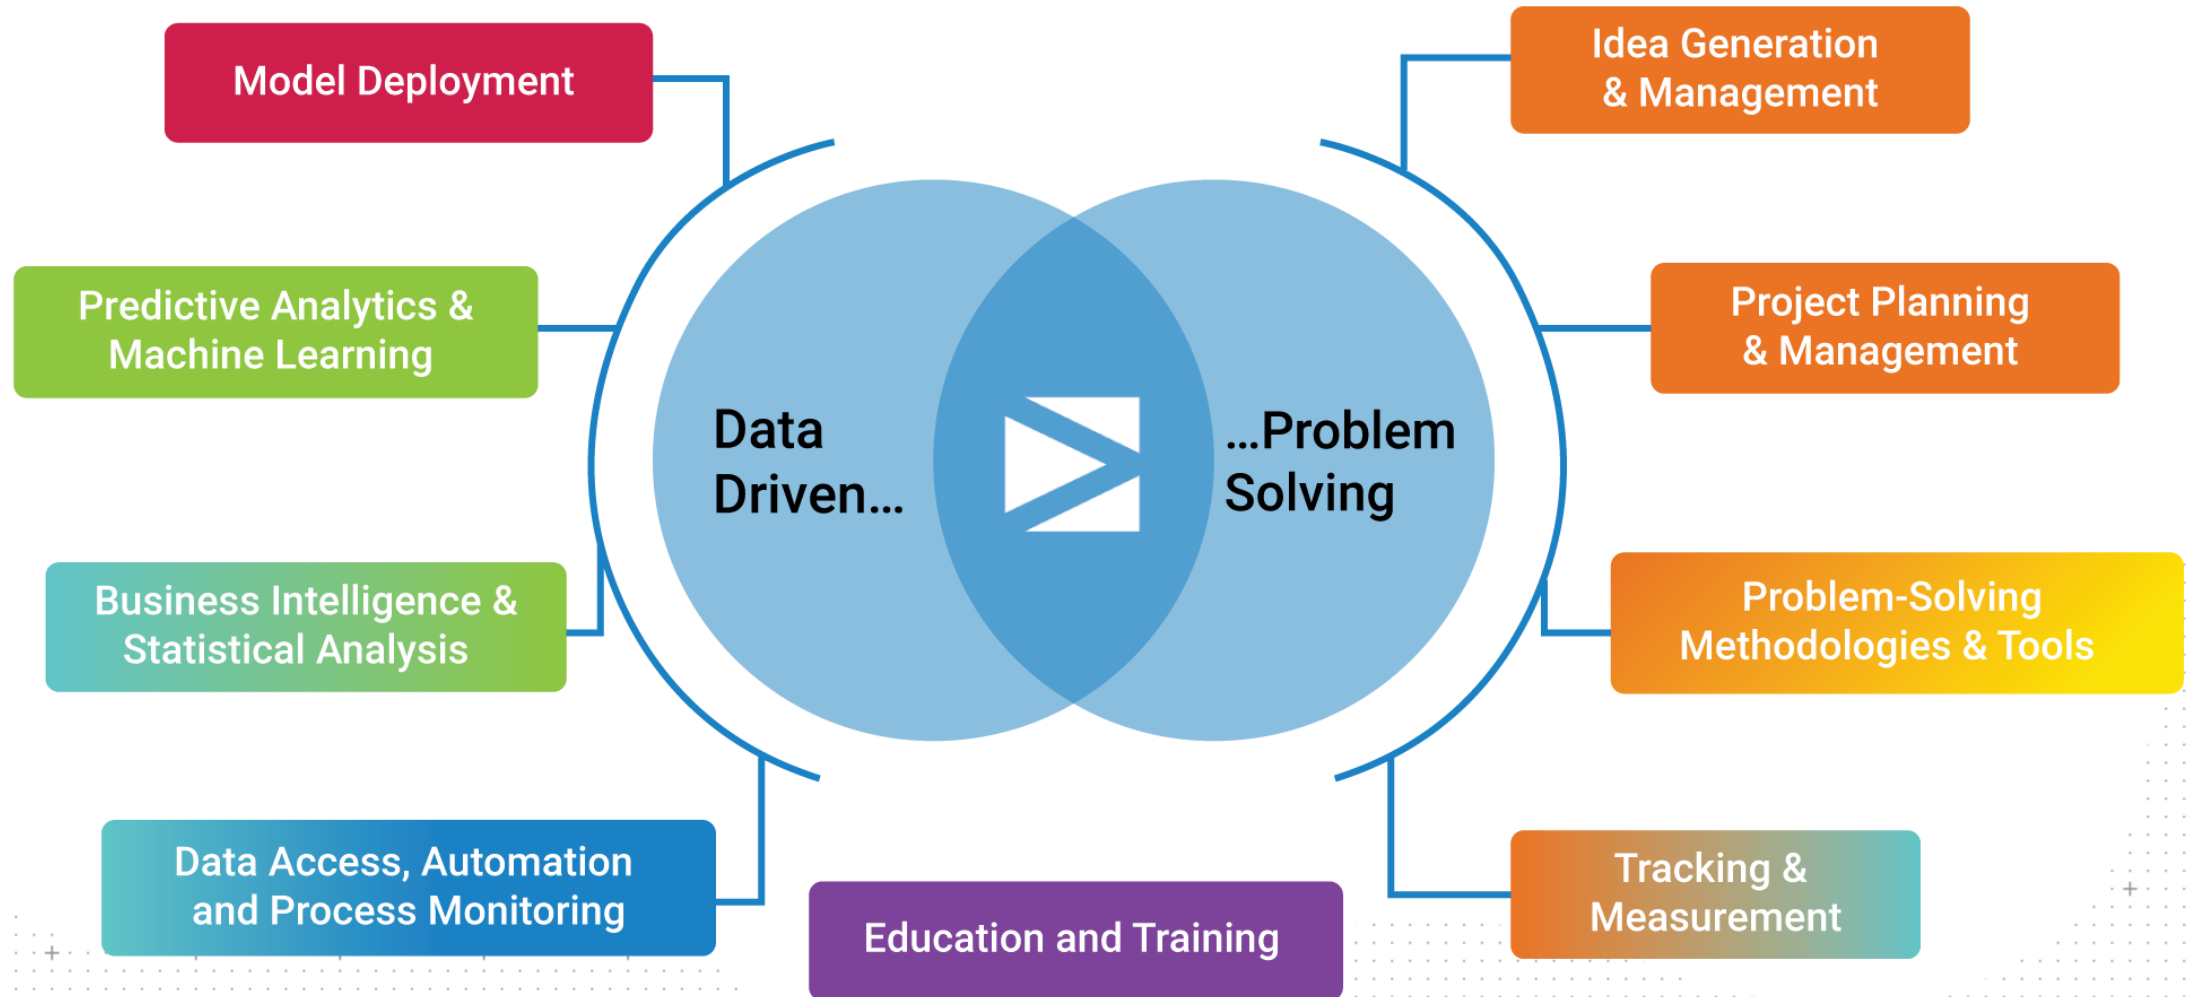 Model Deployment
Predictive Analytics &
Machine Learning
Business Intelligence &
Statistical Analysis
Data Access, Automation
and Process Monitoring
Data
Driven...
...Problem
Solving
Idea Generation
& Management
Project Planning
& Management
Problem-Solving
Methodologies & Tools
Tracking &
Measurement
Education and Training